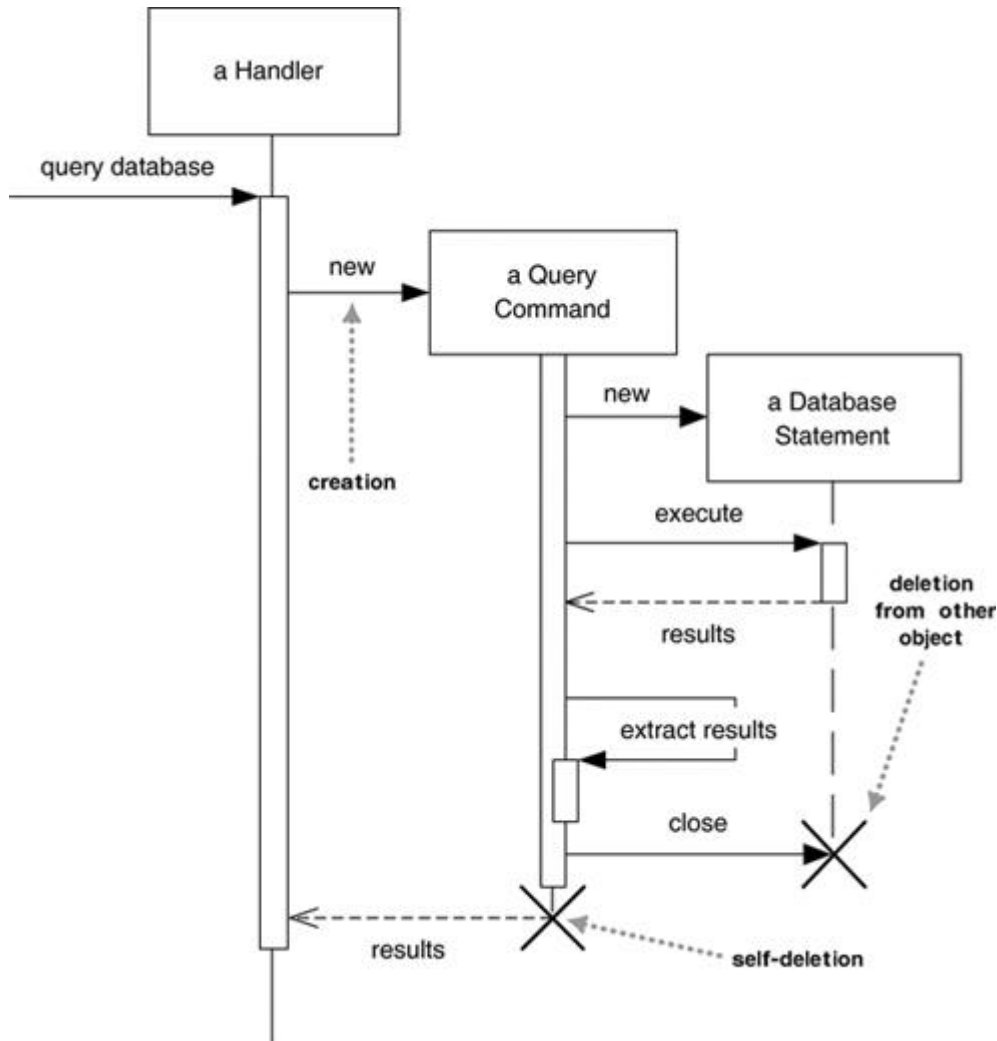 a Handler
query database
new
a Query
Command
new
a Database
Statement
creation
execute
deletion
from other
object
results
extract results
close
results
self-deletion